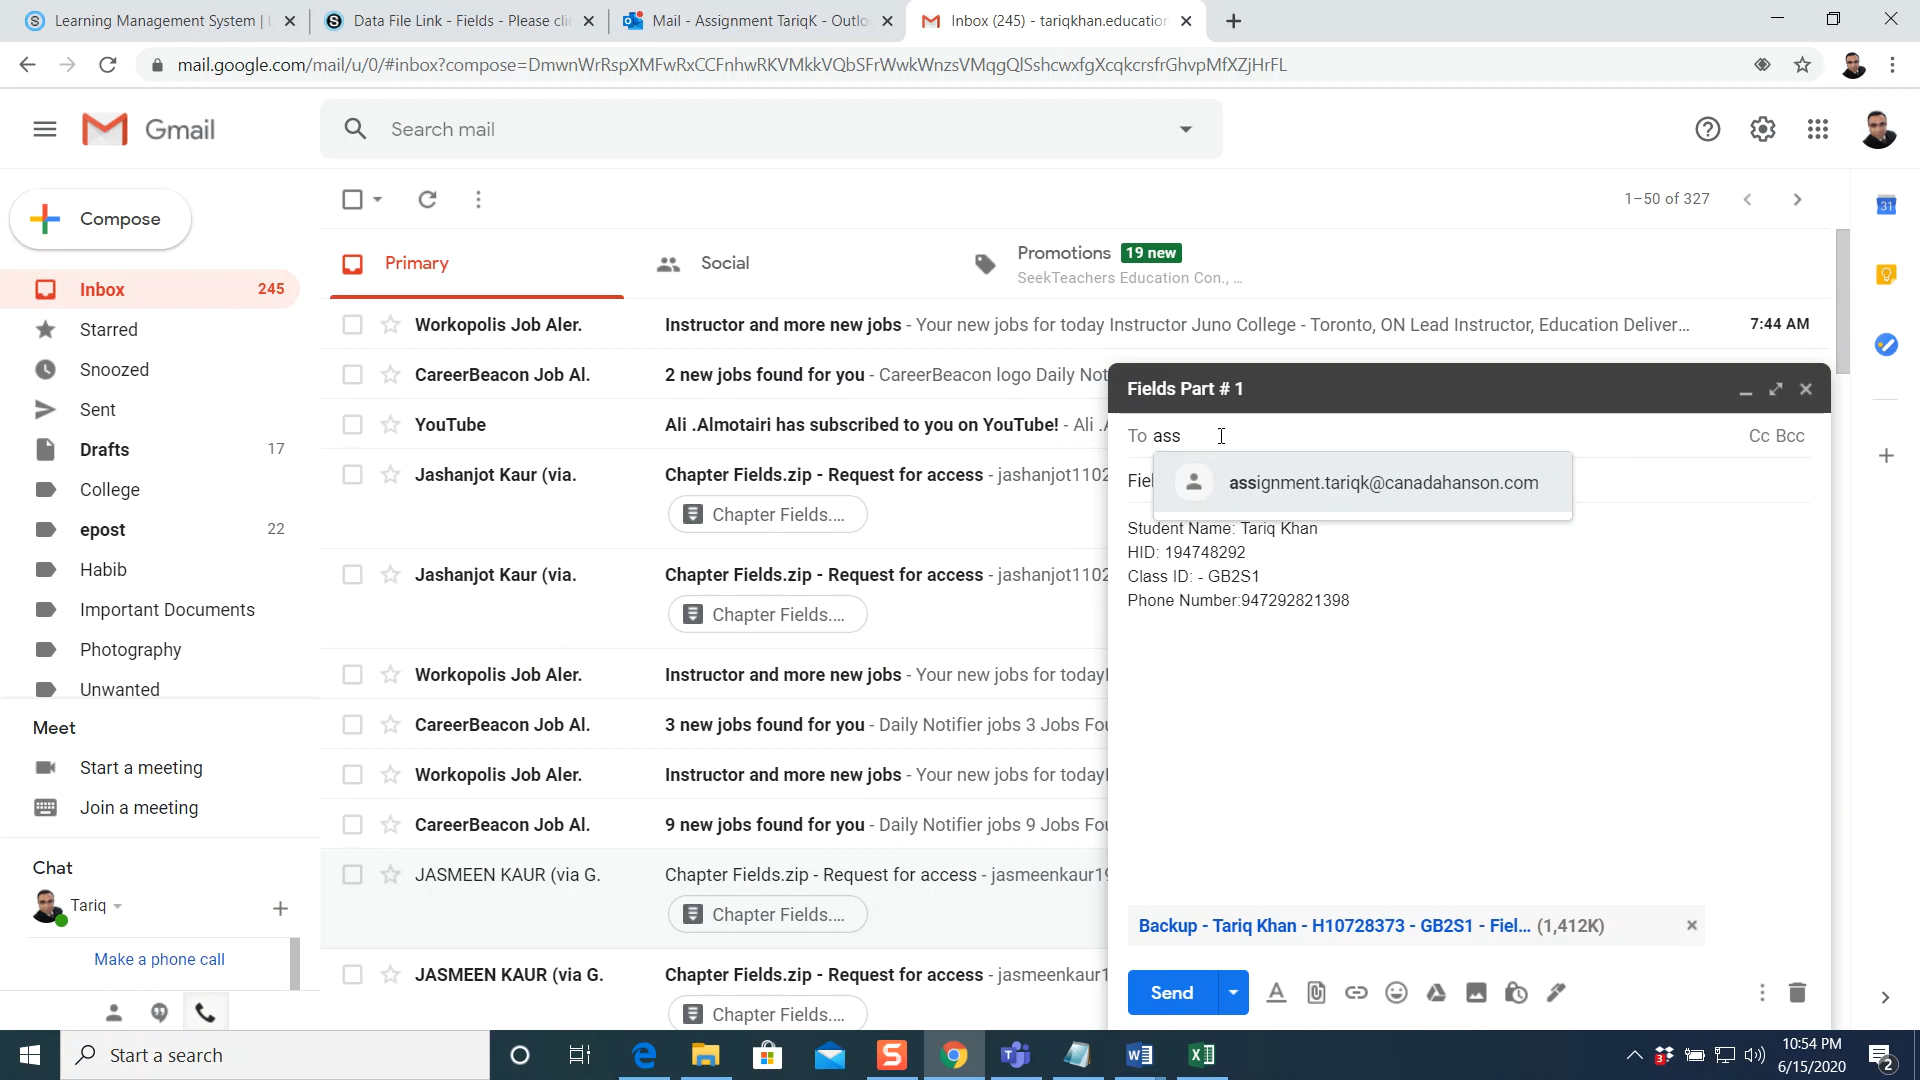 Learning Management System | L
Data File Link - Fields - Please clic
Mail - Assignment TariqK - Outlo
Inbox (245) - tariqkhan.education
mail.google.com/mail/u/0/#inbox?compose=DmwnWrRspXMFwRxCCFnhwRKVMkkVQbSFrWwkWnzsVMqgQlSshcwxfgXcqkcrsfrGhvpMfXZjHrFL
Gmail
Search mail
Compose
1–50 of 327
31
Primary
Social
Promotions 19 new
SeekTeachers Education Con., …
Inbox 245
Starred
Snoozed
Sent
Drafts 17
College
epost 22
Habib
Important Documents
Photography
Unwanted
Meet
Start a meeting
Join a meeting
Chat
Tariq
Make a phone call
Workopolis Job Aler. Instructor and more new jobs - Your new jobs for today Instructor Juno College - Toronto, ON Lead Instructor, Education Deliver… 7:44 AM
CareerBeacon Job Al. 2 new jobs found for you - CareerBeacon logo Daily Not
YouTube Ali .Almotairi has subscribed to you on YouTube! - Ali .
Jashanjot Kaur (via. Chapter Fields.zip - Request for access - jashanjot1102
Chapter Fields....
Jashanjot Kaur (via. Chapter Fields.zip - Request for access - jashanjot1102
Chapter Fields....
Workopolis Job Aler. Instructor and more new jobs - Your new jobs for today
CareerBeacon Job Al. 3 new jobs found for you - Daily Notifier jobs 3 Jobs Fou
Workopolis Job Aler. Instructor and more new jobs - Your new jobs for today
CareerBeacon Job Al. 9 new jobs found for you - Daily Notifier jobs 9 Jobs Fou
JASMEEN KAUR (via G. Chapter Fields.zip - Request for access - jasmeenkaur19
Chapter Fields....
JASMEEN KAUR (via G. Chapter Fields.zip - Request for access - jasmeenkaur1
Chapter Fields....
Fields Part # 1
To ass Cc Bcc
assignment.tariqk@canadahanson.com
Fiel
Student Name: Tariq Khan
HID: 194748292
Class ID: - GB2S1
Phone Number:947292821398
Backup - Tariq Khan - H10728373 - GB2S1 - Fiel... (1,412K)
Send
Start a search
3
10:54 PM
6/15/2020
2